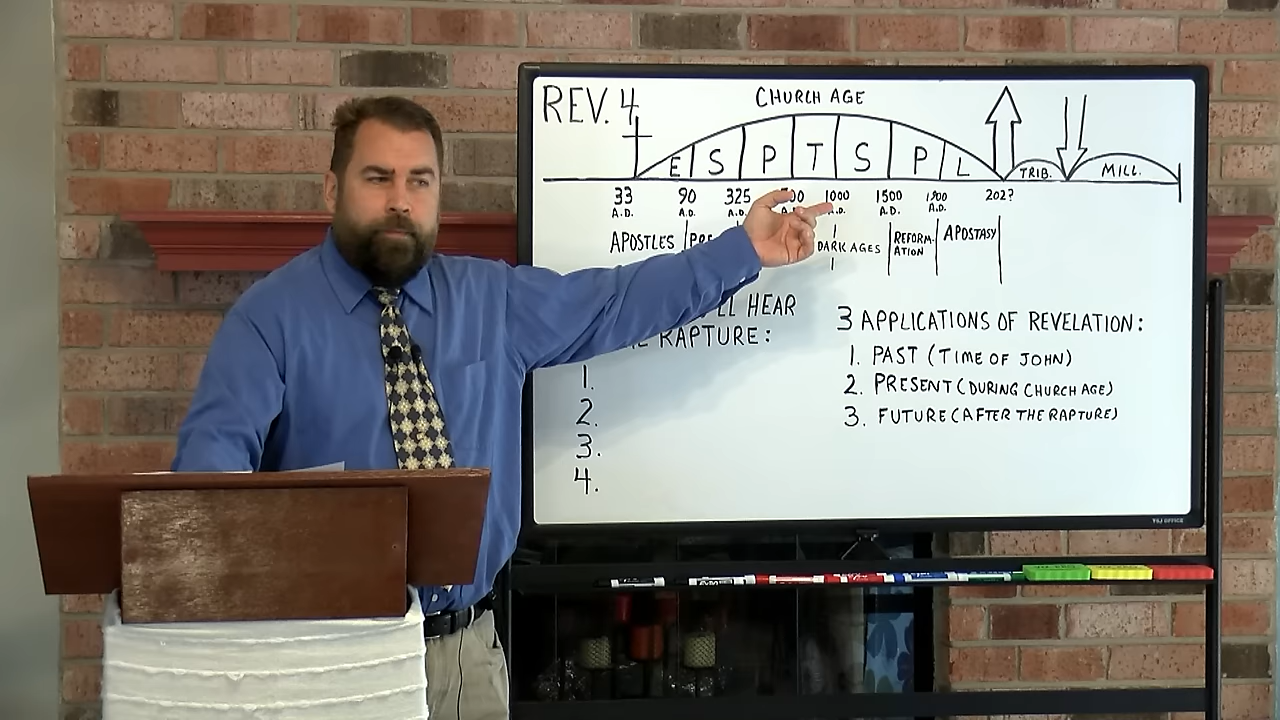 REV. 4
CHURCH AGE
E S P T S P L
TRIB.
MILL.
33 90 325 1000 1500 1900 202?
A.D. A.D. A.D. A.D. A.D. A.D.
APOSTLES DARK AGES REFORM- APOSTASY
ATION
LL HEAR
RAPTURE:
1.
2.
3.
4.
3 APPLICATIONS OF REVELATION:
1. PAST (TIME OF JOHN)
2. PRESENT (DURING CHURCH AGE)
3. FUTURE (AFTER THE RAPTURE)